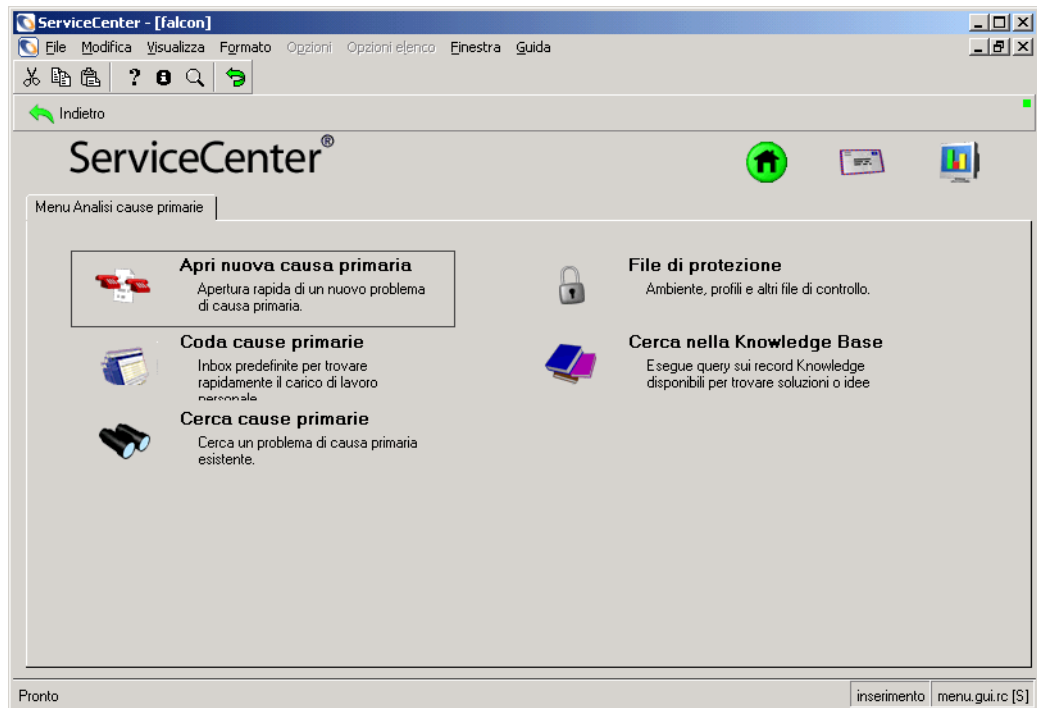 ServiceCenter - [falcon]
File Modifica Visualizza Formato Opzioni Opzioni elenco Finestra Guida
Indietro
ServiceCenter®
Menu Analisi cause primarie
Apri nuova causa primaria
Apertura rapida di un nuovo problema
di causa primaria.
File di protezione
Ambiente, profili e altri file di controllo.
Coda cause primarie
Inbox predefinite per trovare
rapidamente il carico di lavoro
personale
Cerca nella Knowledge Base
Esegue query sui record Knowledge
disponibili per trovare soluzioni o idee
Cerca cause primarie
Cerca un problema di causa primaria
esistente.
Pronto
inserimento
menu.gui.rc [S]